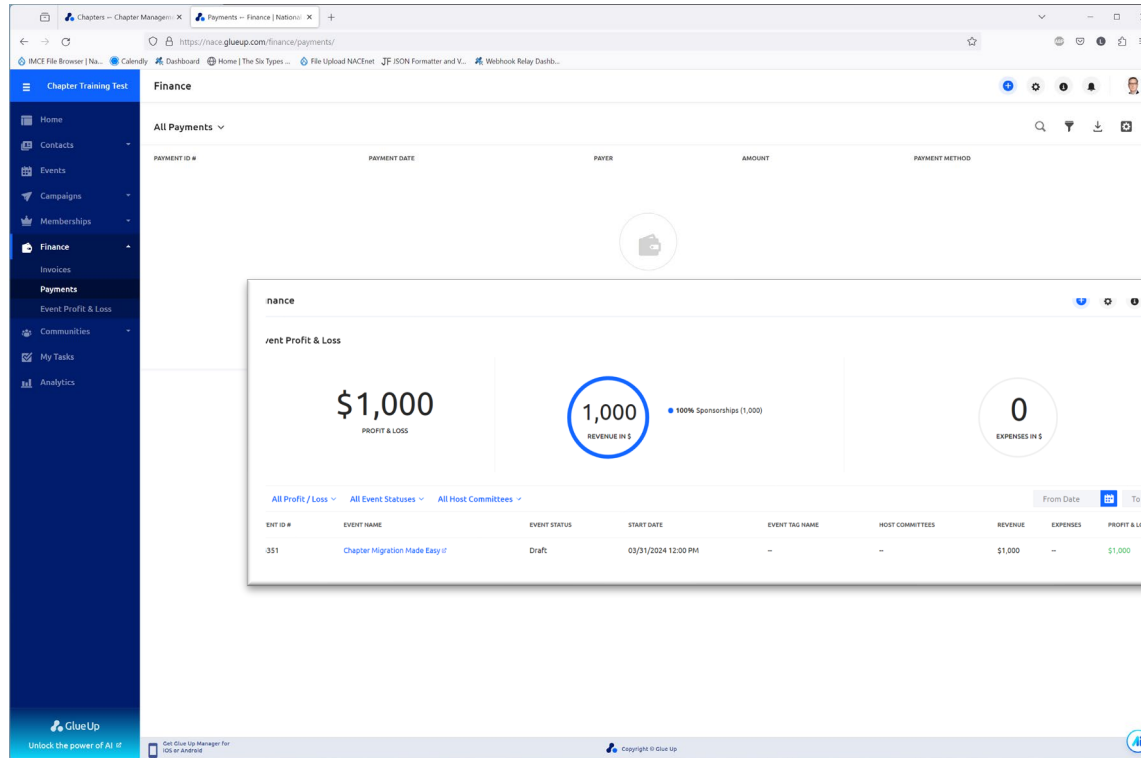 Chapters — Chapter Managem
Payments — Finance | National
https://nace.glueup.com/finance/payments/
IMCE File Browser | Na... Calendly Dashboard Home | The Six Types ... File Upload NACEnet JSON Formatter and V... Webhook Relay Dashb...
Chapter Training Test
Finance
Home
Contacts
Events
Campaigns
Memberships
Finance
Invoices
Payments
Event Profit & Loss
Communities
My Tasks
Analytics
GlueUp
Unlock the power of AI
All Payments
PAYMENT ID # PAYMENT DATE PAYER AMOUNT PAYMENT METHOD
nance
ent Profit & Loss
$1,000
PROFIT & LOSS
1,000
REVENUE IN $
100% Sponsorships (1,000)
0
EXPENSES IN $
All Profit / Loss All Event Statuses All Host Committees From Date To
ENT ID # EVENT NAME EVENT STATUS START DATE EVENT TAG NAME HOST COMMITTEES REVENUE EXPENSES PROFIT & LO
351 Chapter Migration Made Easy Draft 03/31/2024 12:00 PM -- -- $1,000 -- $1,000
Get Glue Up Manager for
iOS or Android
Copyright © Glue Up